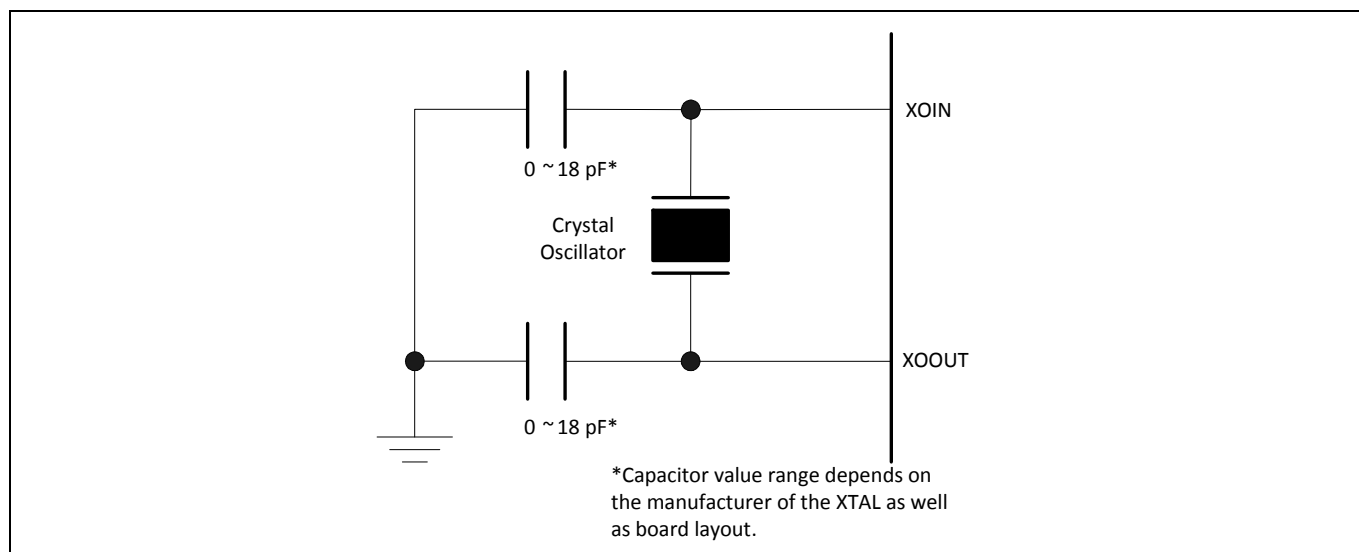 XOIN
0 ~ 18 pF*
Crystal
Oscillator
XOOUT
0 ~ 18 pF*
*Capacitor value range depends on
the manufacturer of the XTAL as well
as board layout.